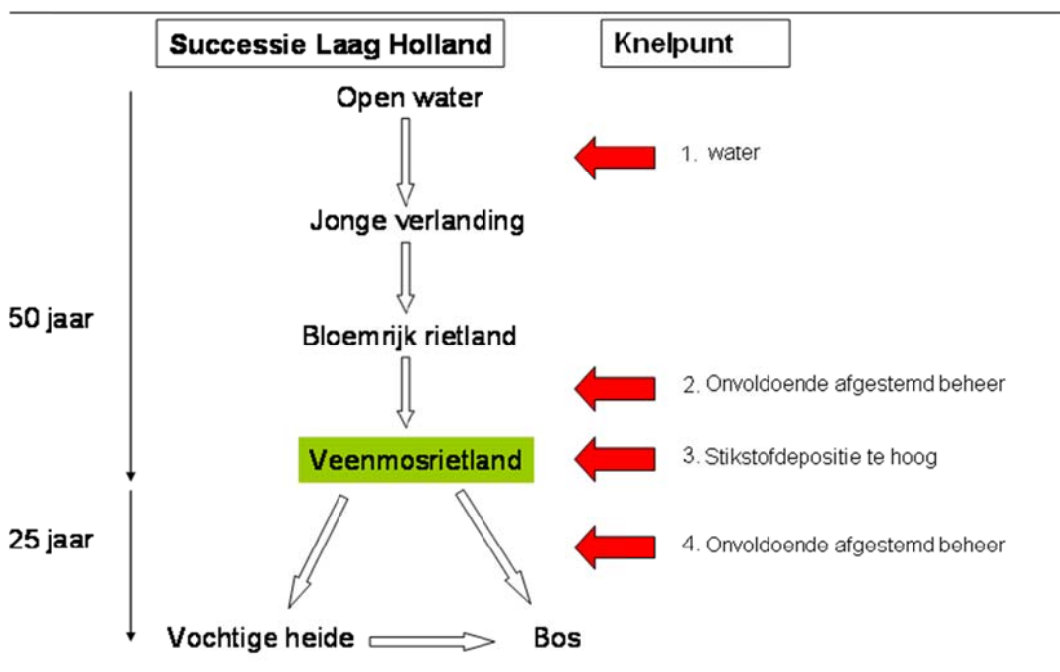 Successie Laag Holland
Knelpunt
Open water
1. water
Jonge verlanding
50 jaar
Bloemrijk rietland
2. Onvoldoende afgestemd beheer
Veenmosrietland
3. Stikstofdepositie te hoog
25 jaar
4. Onvoldoende afgestemd beheer
Vochtige heide
Bos